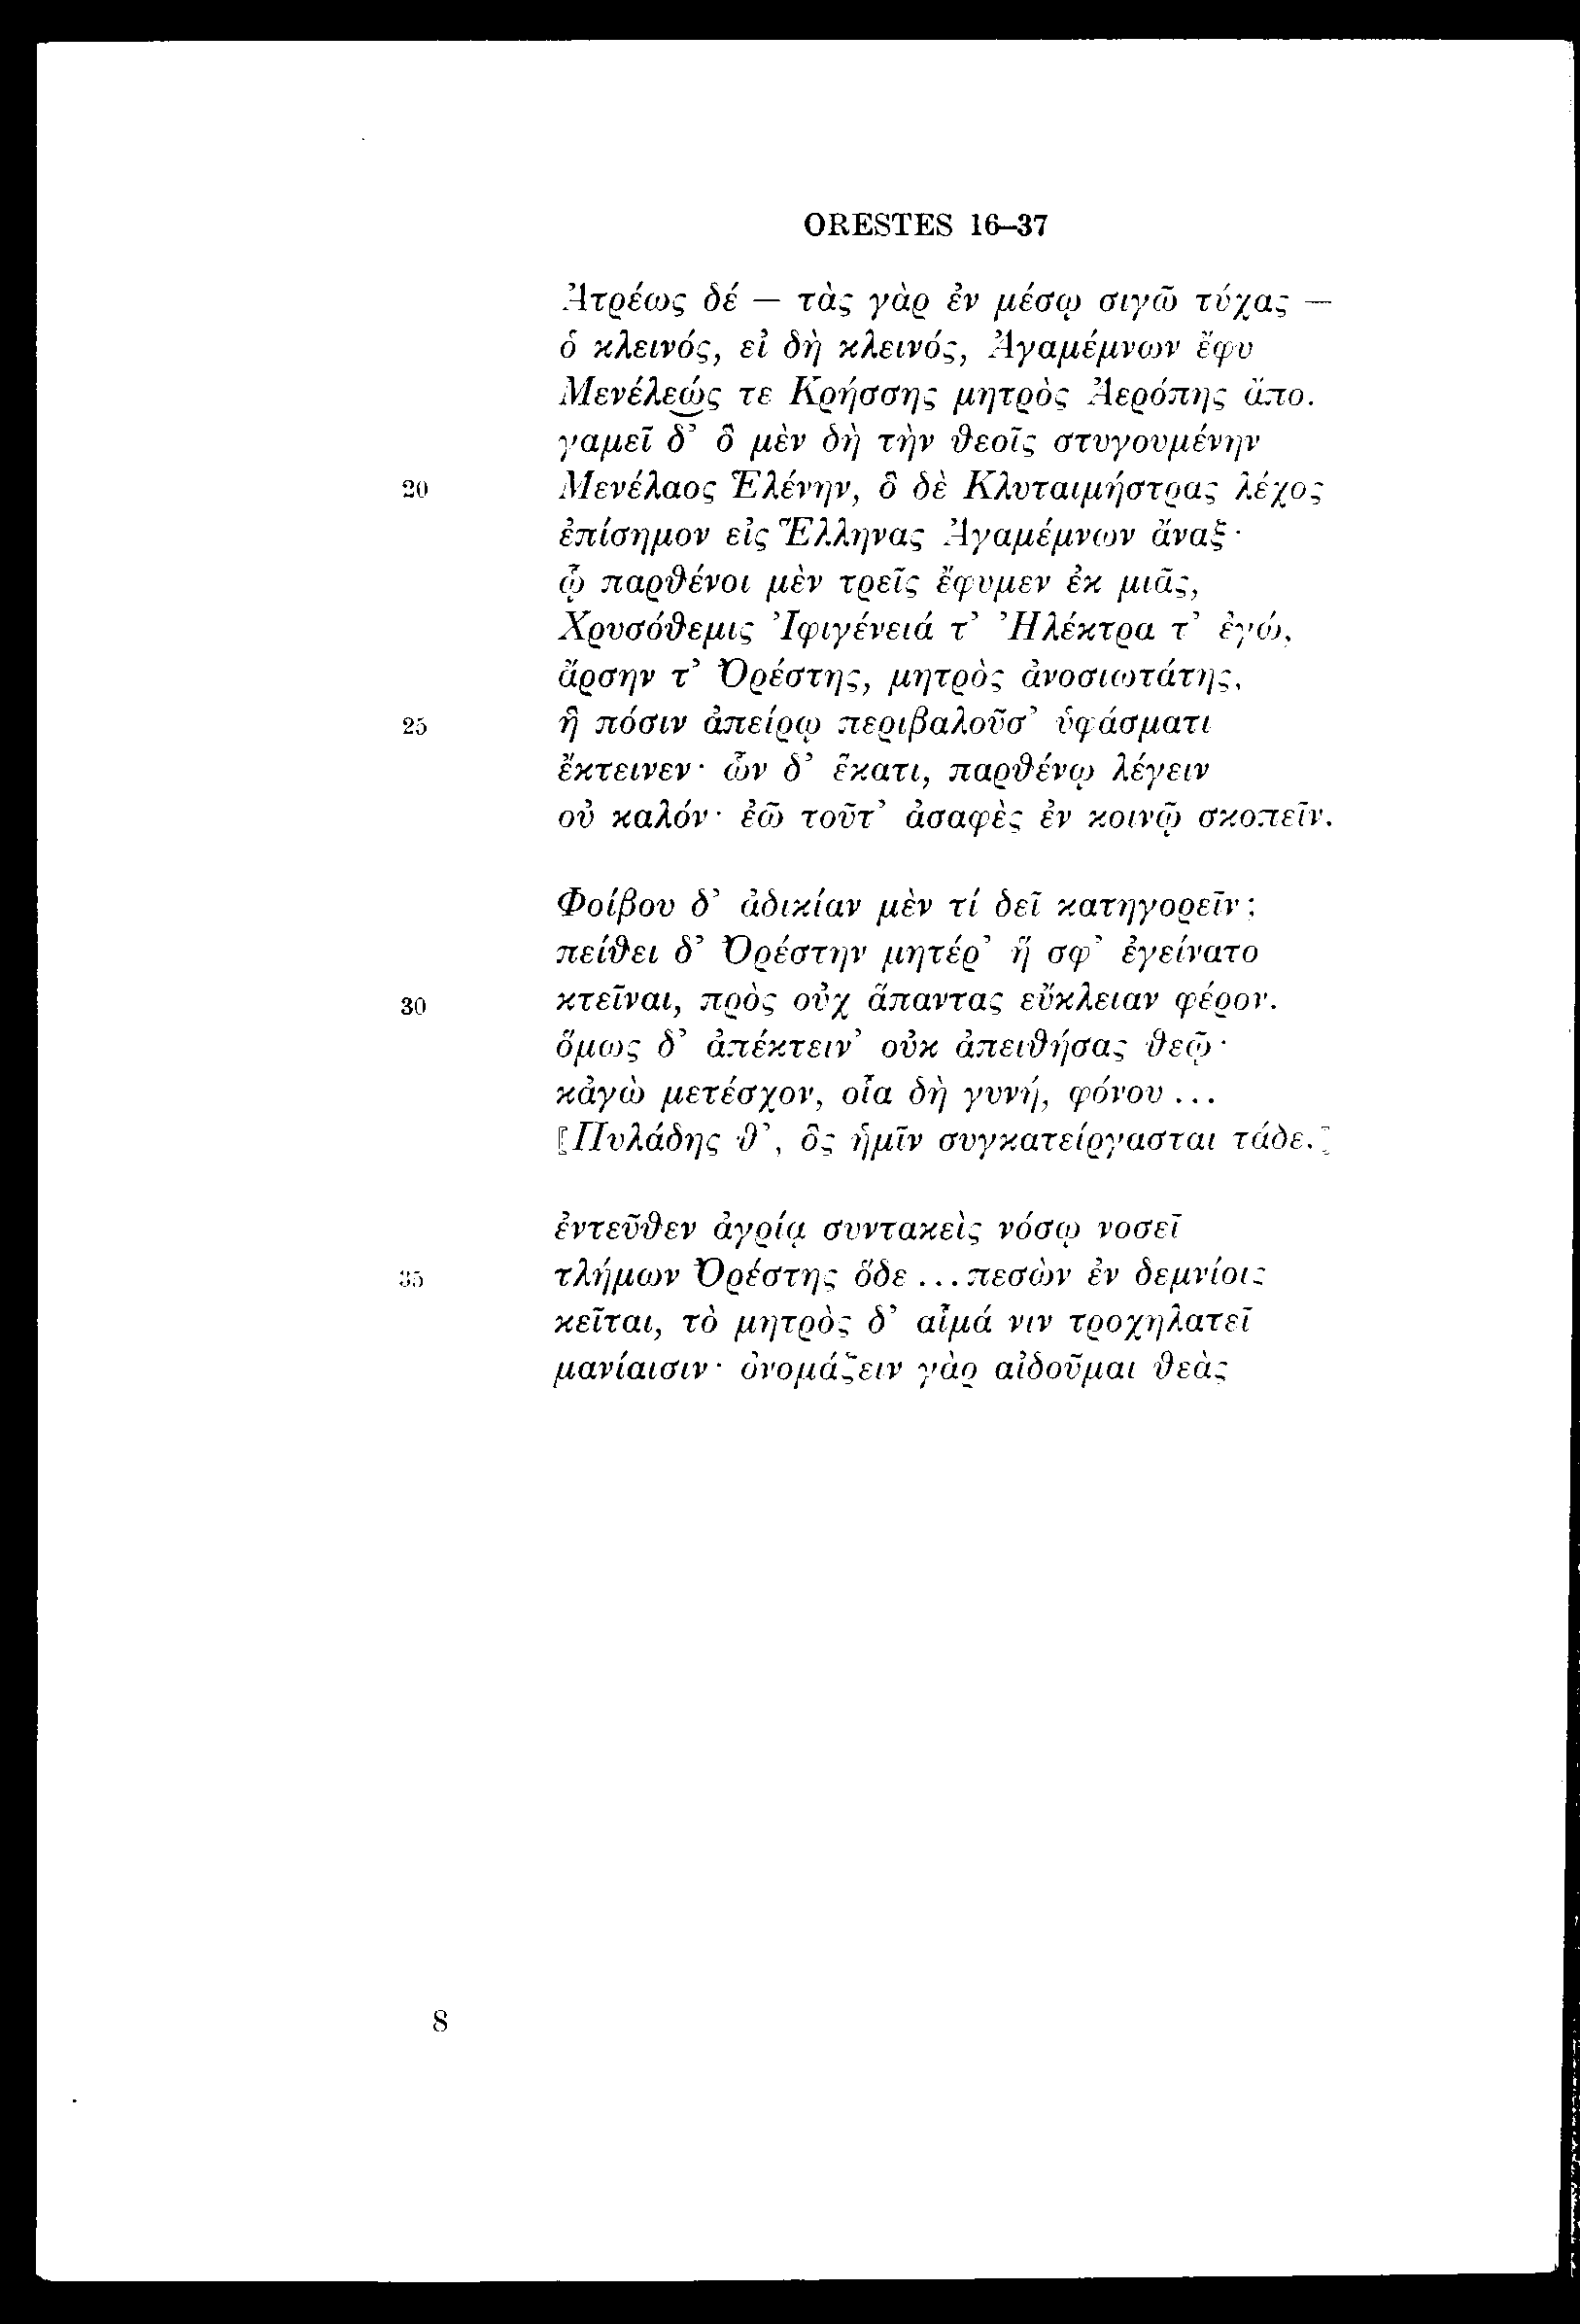 ORESTES 16–37
Ἀτρέως δέ — τὰς γὰρ ἐν μέσῳ σιγῶ τύχας —
ὁ κλεινός, εἰ δὴ κλεινός, Ἀγαμέμνων ἔφυ
Μενέλεώς τε Κρήσσης μητρὸς Ἀερόπης ἄπο.
γαμεῖ δ’ ὃ μὲν δὴ τὴν θεοῖς στυγουμένην
20 Μενέλαος Ἑλένην, ὃ δὲ Κλυταιμήστρας λέχος
ἐπίσημον εἰς Ἕλληνας Ἀγαμέμνων ἄναξ·
ᾧ παρθένοι μὲν τρεῖς ἔφυμεν ἐκ μιᾶς,
Χρυσόθεμις Ἰφιγένειά τ’ Ἠλέκτρα τ’ ἐγώ,
ἄρσην τ’ Ὀρέστης, μητρὸς ἀνοσιωτάτης,
25 ἣ πόσιν ἀπείρῳ περιβαλοῦσ’ ὑφάσματι
ἔκτεινεν· ὧν δ’ ἕκατι, παρθένῳ λέγειν
οὐ καλόν· ἐῶ τοῦτ’ ἀσαφὲς ἐν κοινῷ σκοπεῖν.
Φοίβου δ’ ἀδικίαν μὲν τί δεῖ κατηγορεῖν;
πείθει δ’ Ὀρέστην μητέρ’ ἥ σφ’ ἐγείνατο
30 κτεῖναι, πρὸς οὐχ ἅπαντας εὔκλειαν φέρον.
ὅμως δ’ ἀπέκτειν’ οὐκ ἀπειθήσας θεῷ·
κἀγὼ μετέσχον, οἷα δὴ γυνή, φόνου ...
⟦Πυλάδης θ’, ὃς ἡμῖν συγκατείργασται τάδε.⟧
ἐντεῦθεν ἀγρίᾳ συντακεὶς νόσῳ νοσεῖ
35 τλήμων Ὀρέστης ὅδε ... πεσὼν ἐν δεμνίοις
κεῖται, τὸ μητρὸς δ’ αἷμά νιν τροχηλατεῖ
μανίαισιν· ὀνομάζειν γὰρ αἰδοῦμαι θεὰς
8